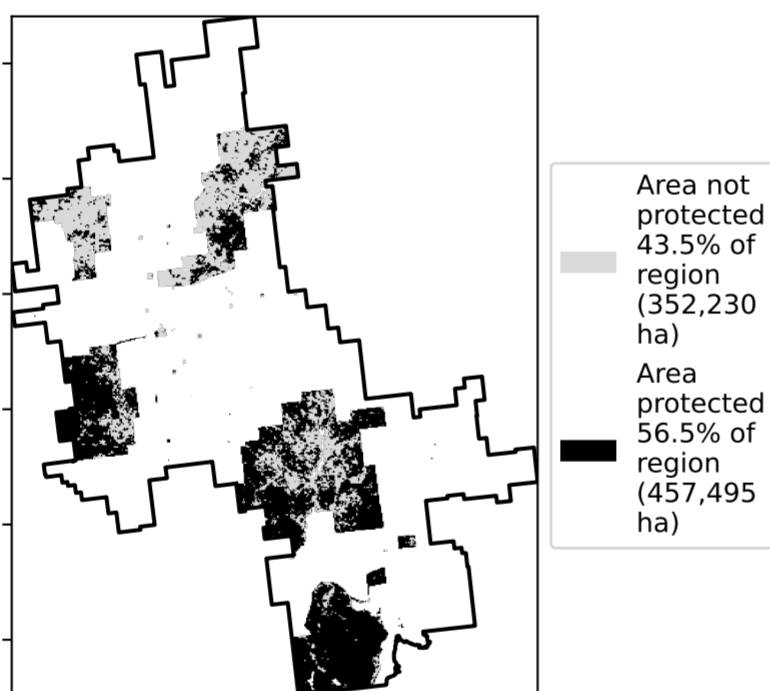 Area not
protected
43.5% of
region
(352,230
ha)
Area
protected
56.5% of
region
(457,495
ha)